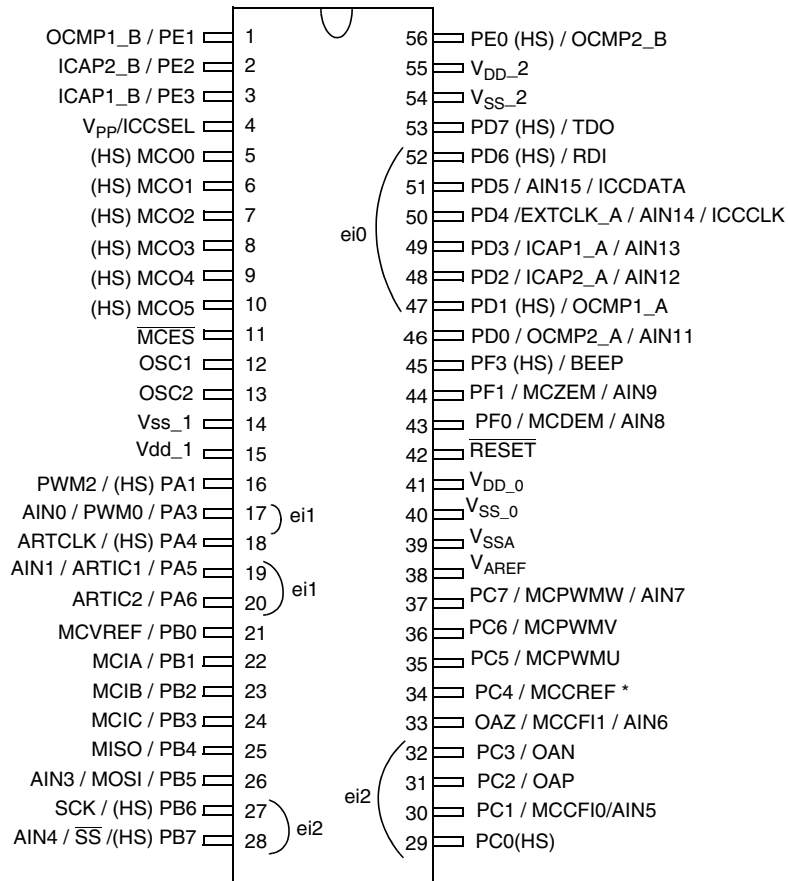 OCMP1_B / PE1 1 56 PE0 (HS) / OCMP2_B
ICAP2_B / PE2 2 55 VDD_2
ICAP1_B / PE3 3 54 VSS_2
VPP/ICCSEL 4 53 PD7 (HS) / TDO
(HS) MCO0 5 52 PD6 (HS) / RDI
(HS) MCO1 6 51 PD5 / AIN15 / ICCDATA
(HS) MCO2 7 50 PD4 /EXTCLK_A / AIN14 / ICCCLK
ei0
(HS) MCO3 8 49 PD3 / ICAP1_A / AIN13
(HS) MCO4 9 48 PD2 / ICAP2_A / AIN12
(HS) MCO5 10 47 PD1 (HS) / OCMP1_A
MCES 11 46 PD0 / OCMP2_A / AIN11
OSC1 12 45 PF3 (HS) / BEEP
OSC2 13 44 PF1 / MCZEM / AIN9
Vss_1 14 43 PF0 / MCDEM / AIN8
Vdd_1 15 42 RESET
PWM2 / (HS) PA1 16 41 VDD_0
AIN0 / PWM0 / PA3 17 ei1 40 VSS_0
ARTCLK / (HS) PA4 18 39 VSSA
AIN1 / ARTIC1 / PA5 19 38 VAREF
ei1
ARTIC2 / PA6 20 37 PC7 / MCPWMW / AIN7
MCVREF / PB0 21 36 PC6 / MCPWMV
MCIA / PB1 22 35 PC5 / MCPWMU
MCIB / PB2 23 34 PC4 / MCCREF *
MCIC / PB3 24 33 OAZ / MCCFI1 / AIN6
MISO / PB4 25 32 PC3 / OAN
AIN3 / MOSI / PB5 26 31 PC2 / OAP
ei2
SCK / (HS) PB6 27 30 PC1 / MCCFI0/AIN5
ei2
AIN4 / SS /(HS) PB7 28 29 PC0(HS)